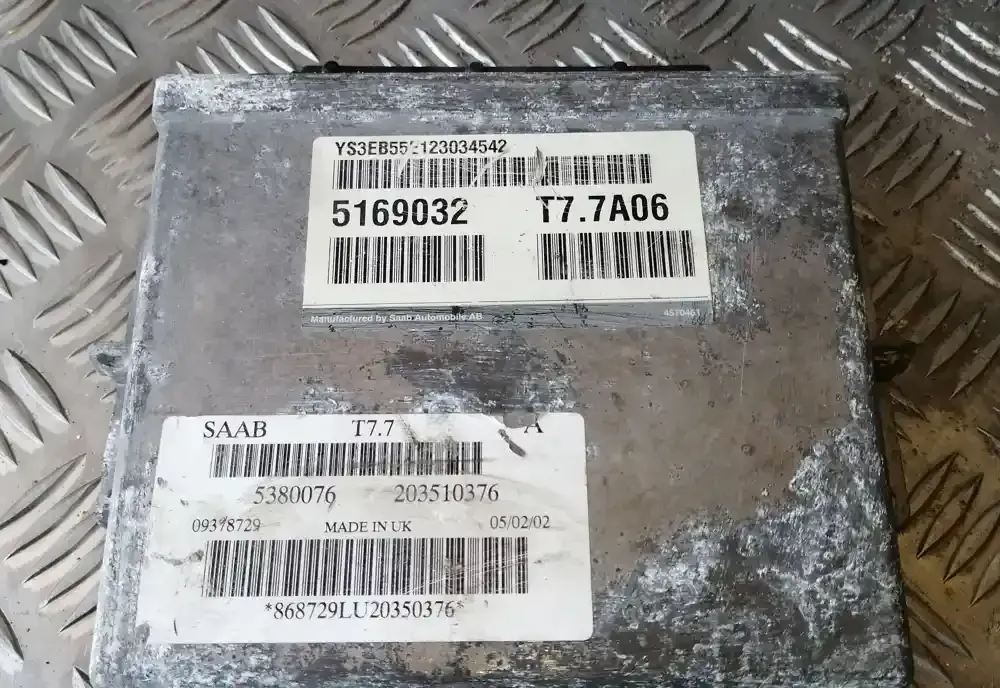 5169032 T7.7A06
Manufactured by Saab Automobile AB
SAAB T7.7 A
5380076 203510376
MADE IN UK 05/02/02
*868729LU20350376*